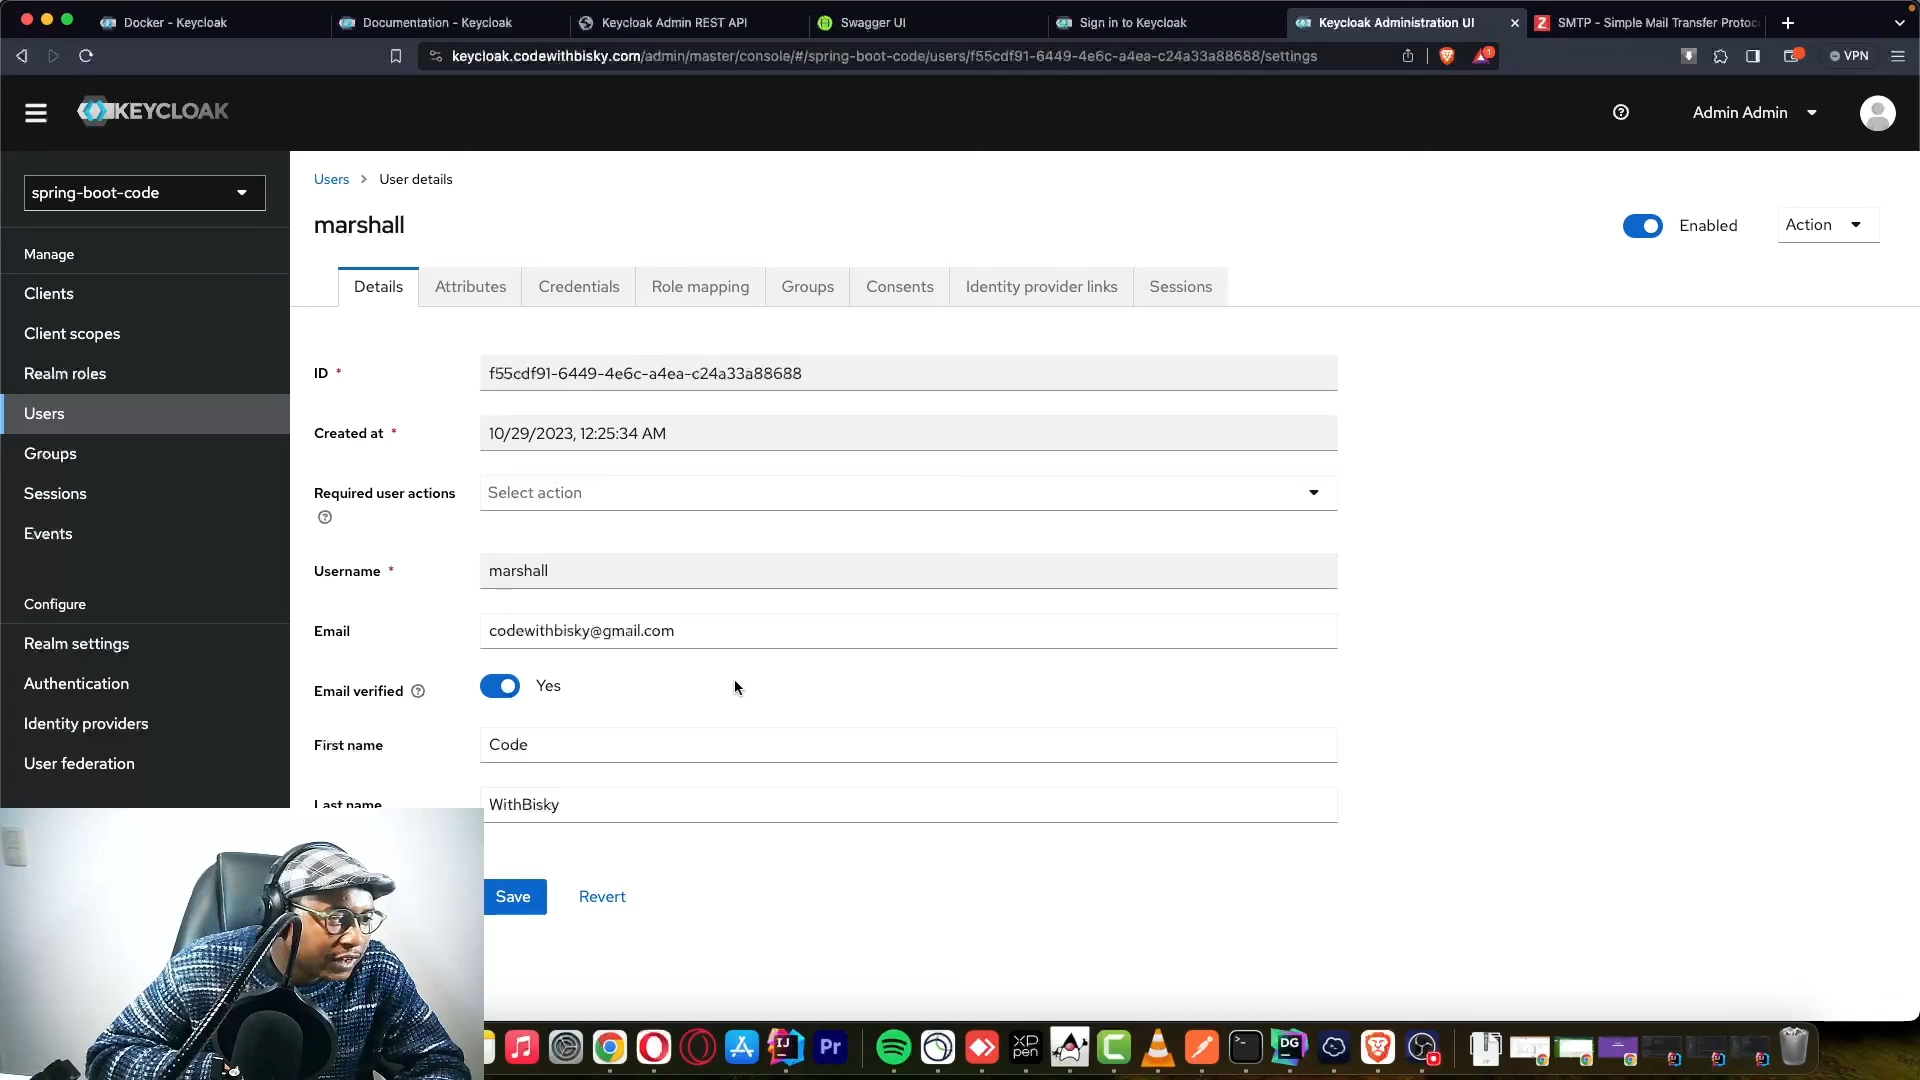 Docker - Keycloak
Documentation - Keycloak
Keycloak Admin REST API
Swagger UI
Sign in to Keycloak
Keycloak Administration UI
SMTP - Simple Mail Transfer Protoc
keycloak.codewithbisky.com/admin/master/console/#/spring-boot-code/users/f55cdf91-6449-4e6c-a4ea-c24a33a88688/settings
1
VPN
KEYCLOAK
Admin Admin
spring-boot-code
Manage
Clients
Client scopes
Realm roles
Users
Groups
Sessions
Events
Configure
Realm settings
Authentication
Identity providers
User federation
Users > User details
marshall
Enabled
Action
Details
Attributes
Credentials
Role mapping
Groups
Consents
Identity provider links
Sessions
ID *
f55cdf91-6449-4e6c-a4ea-c24a33a88688
Created at *
10/29/2023, 12:25:34 AM
Required user actions
Select action
Username *
marshall
Email
codewithbisky@gmail.com
Email verified
Yes
First name
Code
Last name
WithBisky
Save
Revert
IJ
Pr
XP
pen
DG